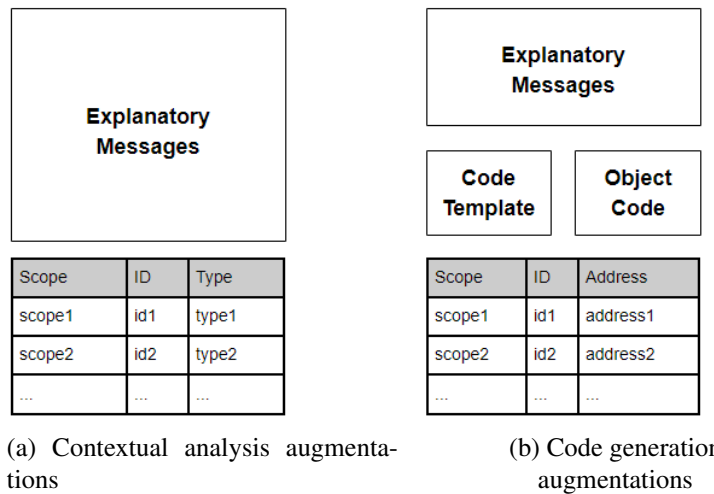 Explanatory
Messages
Scope ID Type
scope1 id1 type1
scope2 id2 type2
... ... ...
(a) Contextual analysis augmenta-
tions
Explanatory
Messages
Code
Template
Object
Code
Scope ID Address
scope1 id1 address1
scope2 id2 address2
... ... ...
(b) Code generation
augmentations